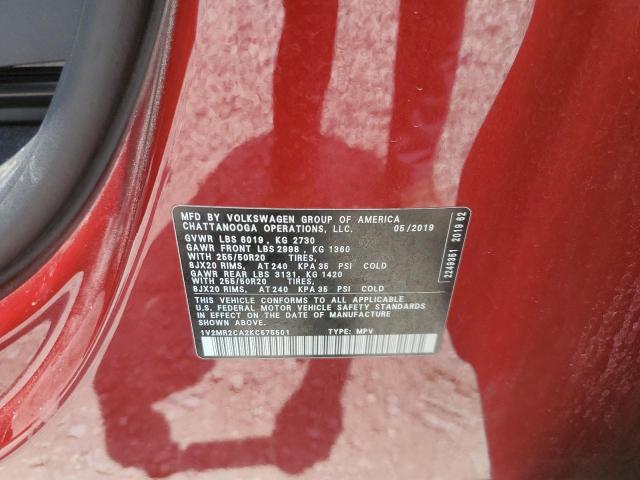 MFD BY VOLKSWAGEN GROUP OF AMERICA
CHATTANOOGA OPERATIONS, LLC. 05/2019
GVWR LBS 6019, KG 2730
GAWR FRONT LBS 2998, KG 1360
WITH 255/50R20 TIRES,
8JX20 RIMS, AT 240 KPA 35 PSI COLD
GAWR REAR LBS 3131, KG 1420
WITH 255/50R20 TIRES,
8JX20 RIMS, AT 240 KPA 35 PSI COLD
THIS VEHICLE CONFORMS TO ALL APPLICABLE
U.S. FEDERAL MOTOR VEHICLE SAFETY STANDARDS
IN EFFECT ON THE DATE OF MANUFACTURE
SHOWN ABOVE.
1V2MR2CA2KC575501 TYPE: MPV
2249351 2019 62